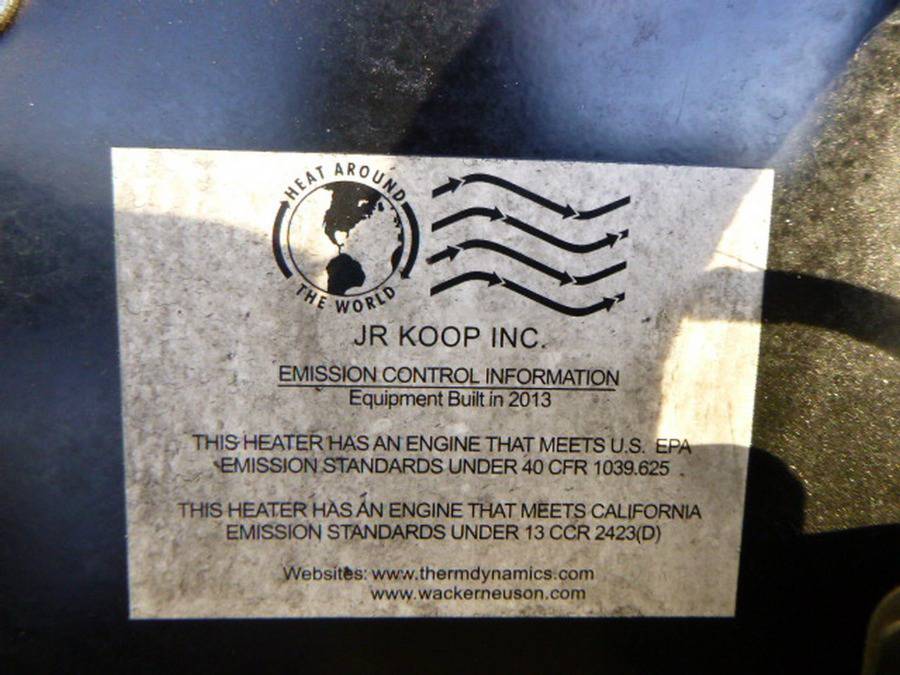 HEAT AROUND
THE WORLD
JR KOOP INC.
EMISSION CONTROL INFORMATION
Equipment Built in 2013
THIS HEATER HAS AN ENGINE THAT MEETS U.S. EPA
EMISSION STANDARDS UNDER 40 CFR 1039.625
THIS HEATER HAS AN ENGINE THAT MEETS CALIFORNIA
EMISSION STANDARDS UNDER 13 CCR 2423(D)
Websites: www.thermdynamics.com
www.wackerneuson.com